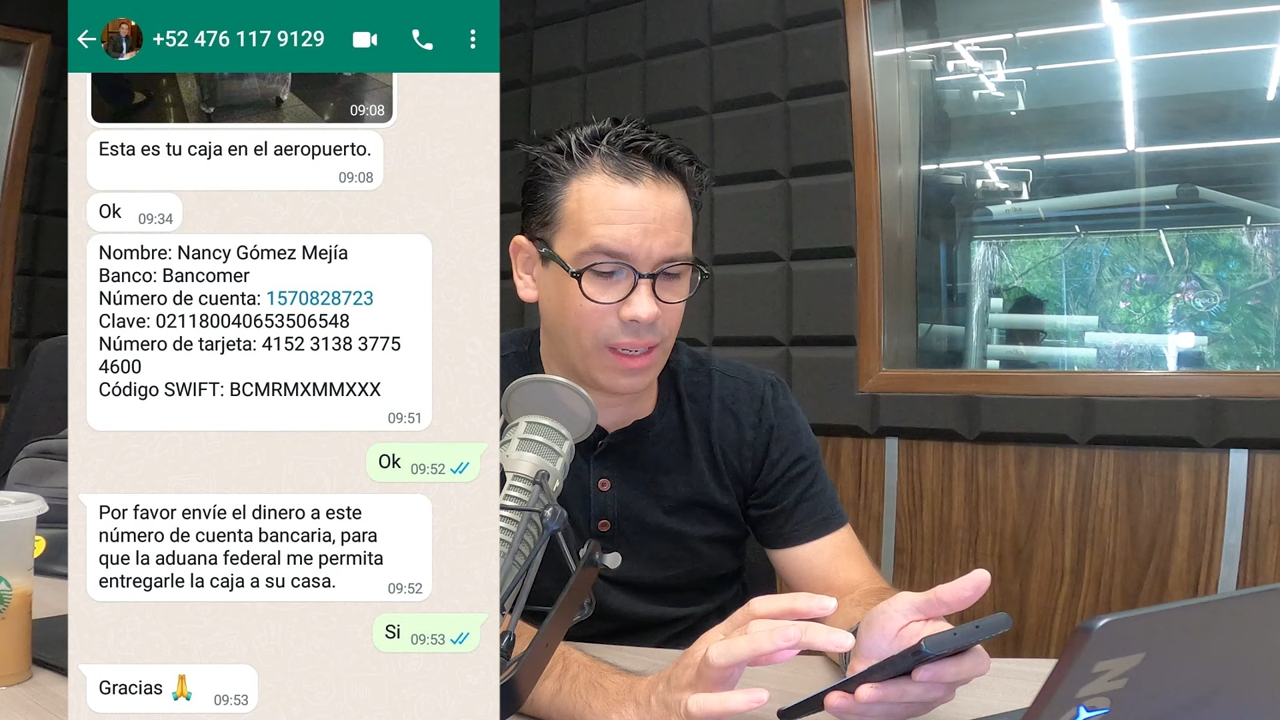 +52 476 117 9129
09:08
Esta es tu caja en el aeropuerto.
09:08
Ok 09:34
Nombre: Nancy Gómez Mejía
Banco: Bancomer
Número de cuenta: 1570828723
Clave: 021180040653506548
Número de tarjeta: 4152 3138 3775
4600
Código SWIFT: BCMRMXMMXXX
09:51
Ok 09:52
Por favor envíe el dinero a este
número de cuenta bancaria, para
que la aduana federal me permita
entregarle la caja a su casa.
09:52
Si 09:53
Gracias 🙏
09:53